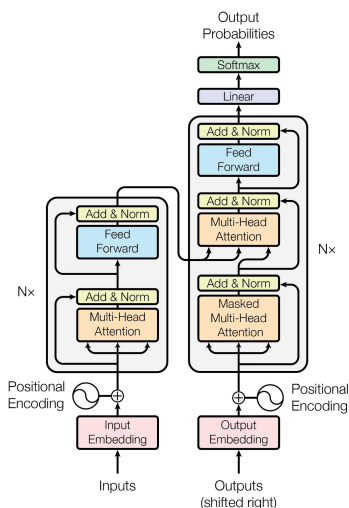 Output
Probabilities
Softmax
Linear
Add & Norm
Feed
Forward
Add & Norm
Multi-Head
Attention
Add & Norm
Masked
Multi-Head
Attention
N×
Add & Norm
Feed
Forward
N×
Add & Norm
Multi-Head
Attention
Positional
Encoding
Positional
Encoding
Input
Embedding
Output
Embedding
Inputs
Outputs
(shifted right)